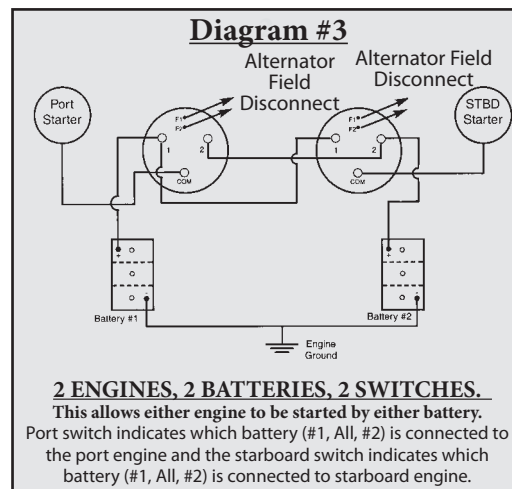 Diagram #3
Alternator Field
Disconnect
Alternator Field
Disconnect
Port
Starter
STBD
Starter
F1
F2
1
2
COM
F1
F2
1
2
COM
+
-
Battery #1
+
-
Battery #2
Engine
Ground
2 ENGINES, 2 BATTERIES, 2 SWITCHES.
This allows either engine to be started by either battery.
Port switch indicates which battery (#1, All, #2) is connected to
the port engine and the starboard switch indicates which
battery (#1, All, #2) is connected to starboard engine.